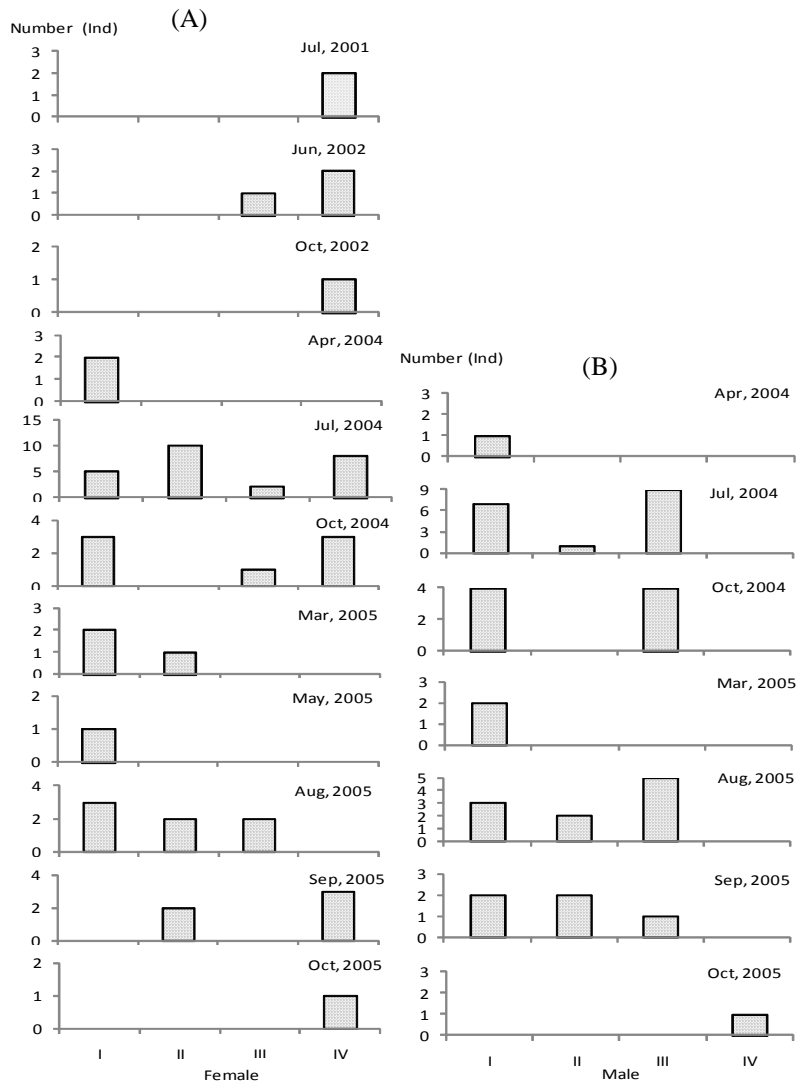 Number (Ind)
(A)
Jul, 2001
3
2
1
0
Jun, 2002
3
2
1
0
Oct, 2002
2
1
0
Apr, 2004
3
2
1
0
Jul, 2004
15
10
5
0
Oct, 2004
4
2
0
Mar, 2005
3
2
1
0
May, 2005
2
1
0
Aug, 2005
4
2
0
Sep, 2005
4
2
0
Oct, 2005
2
1
0
I II III IV
Female
Number (Ind)
(B)
Apr, 2004
3
2
1
0
Jul, 2004
9
6
3
0
Oct, 2004
4
2
0
Mar, 2005
3
2
1
0
Aug, 2005
5
4
3
2
1
0
Sep, 2005
3
2
1
0
Oct, 2005
3
2
1
0
I II III IV
Male